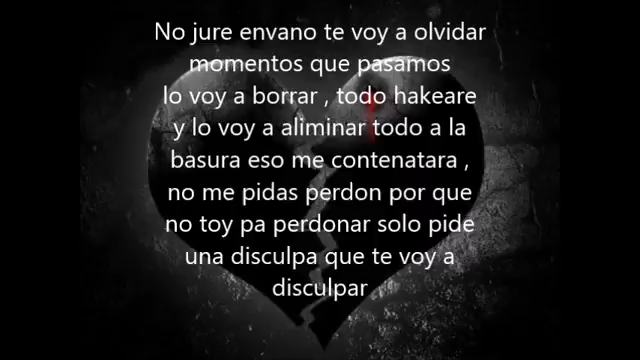 No jure envano te voy a olvidar
momentos que pasamos
lo voy a borrar , todo hakeare
y lo voy a aliminar todo a la
basura eso me contenatara ,
no me pidas perdon por que
no toy pa perdonar solo pide
una disculpa que te voy a
disculpar